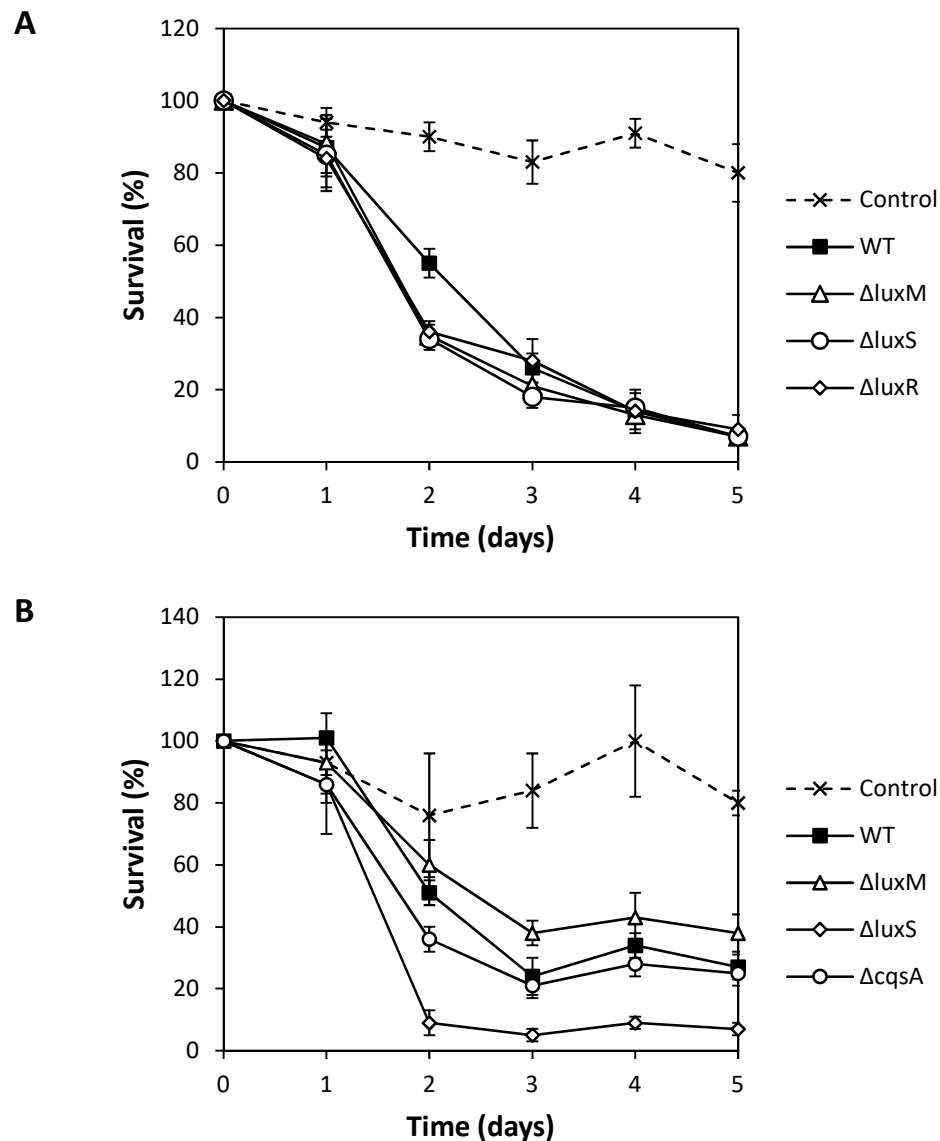 A
120
100
80
60
40
20
0
Survival (%)
0 1 2 3 4 5
Time (days)
Control
WT
ΔluxM
ΔluxS
ΔluxR
B
140
120
100
80
60
40
20
0
Survival (%)
0 1 2 3 4 5
Time (days)
Control
WT
ΔluxM
ΔluxS
ΔcqsA